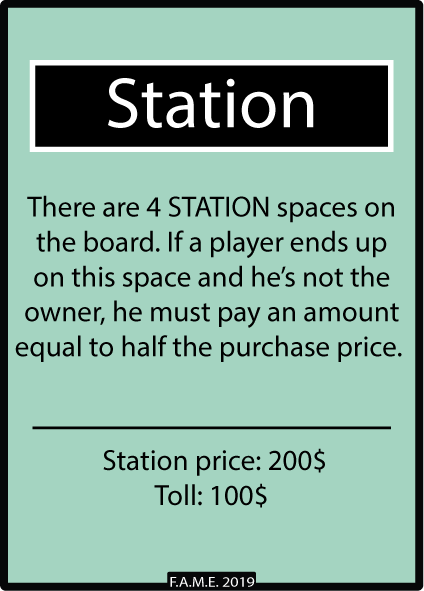 Station
There are 4 STATION spaces on
the board. If a player ends up
on this space and he’s not the
owner, he must pay an amount
equal to half the purchase price.
Station price: 200$
Toll: 100$
F.A.M.E. 2019